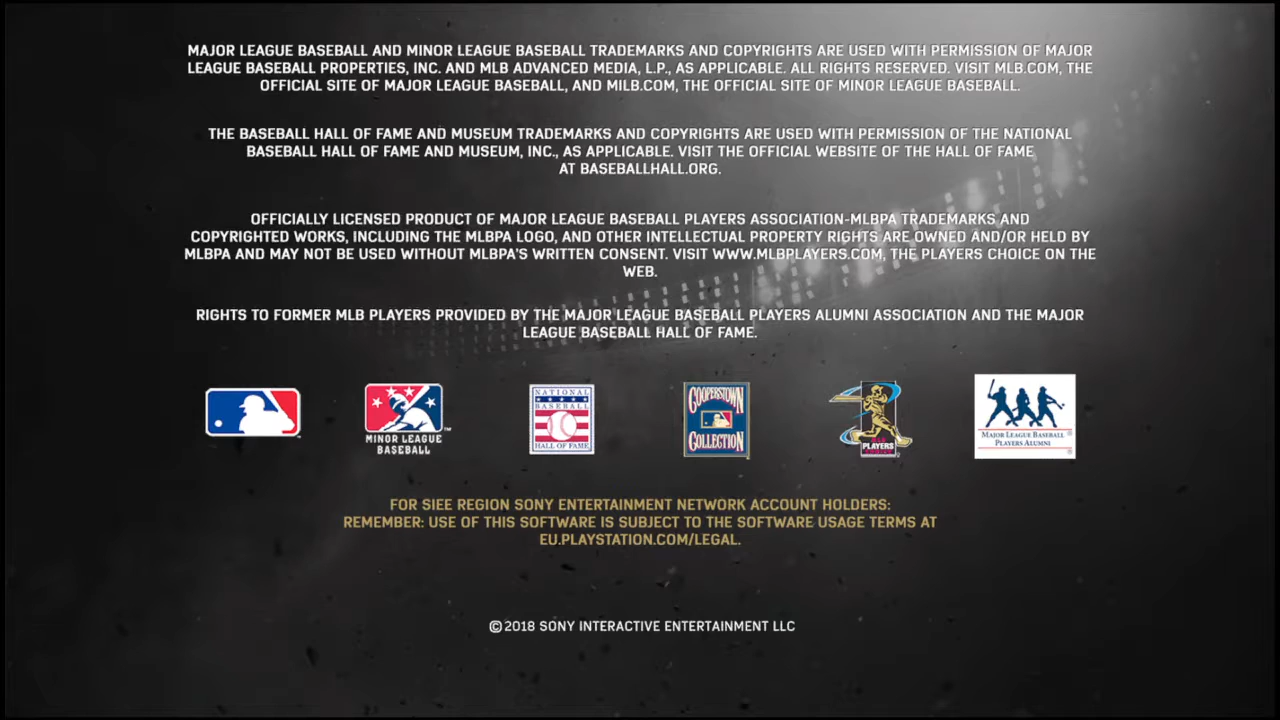 MAJOR LEAGUE BASEBALL AND MINOR LEAGUE BASEBALL TRADEMARKS AND COPYRIGHTS ARE USED WITH PERMISSION OF MAJOR
LEAGUE BASEBALL PROPERTIES, INC. AND MLB ADVANCED MEDIA, L.P., AS APPLICABLE. ALL RIGHTS RESERVED. VISIT MLB.COM, THE
OFFICIAL SITE OF MAJOR LEAGUE BASEBALL, AND MILB.COM, THE OFFICIAL SITE OF MINOR LEAGUE BASEBALL.
THE BASEBALL HALL OF FAME AND MUSEUM TRADEMARKS AND COPYRIGHTS ARE USED WITH PERMISSION OF THE NATIONAL
BASEBALL HALL OF FAME AND MUSEUM, INC., AS APPLICABLE. VISIT THE OFFICIAL WEBSITE OF THE HALL OF FAME
AT BASEBALLHALL.ORG.
OFFICIALLY LICENSED PRODUCT OF MAJOR LEAGUE BASEBALL PLAYERS ASSOCIATION-MLBPA TRADEMARKS AND
COPYRIGHTED WORKS, INCLUDING THE MLBPA LOGO, AND OTHER INTELLECTUAL PROPERTY RIGHTS ARE OWNED AND/OR HELD BY
MLBPA AND MAY NOT BE USED WITHOUT MLBPA'S WRITTEN CONSENT. VISIT WWW.MLBPLAYERS.COM, THE PLAYERS CHOICE ON THE
WEB.
RIGHTS TO FORMER MLB PLAYERS PROVIDED BY THE MAJOR LEAGUE BASEBALL PLAYERS ALUMNI ASSOCIATION AND THE MAJOR
LEAGUE BASEBALL HALL OF FAME.
MINOR LEAGUE ™
BASEBALL
NATIONAL
BASEBALL
HALL OF FAME
COOPERSTOWN
COLLECTION
PLAYERS
MAJOR LEAGUE BASEBALL
PLAYERS ALUMNI
FOR SIEE REGION SONY ENTERTAINMENT NETWORK ACCOUNT HOLDERS:
REMEMBER: USE OF THIS SOFTWARE IS SUBJECT TO THE SOFTWARE USAGE TERMS AT
EU.PLAYSTATION.COM/LEGAL.
©2018 SONY INTERACTIVE ENTERTAINMENT LLC